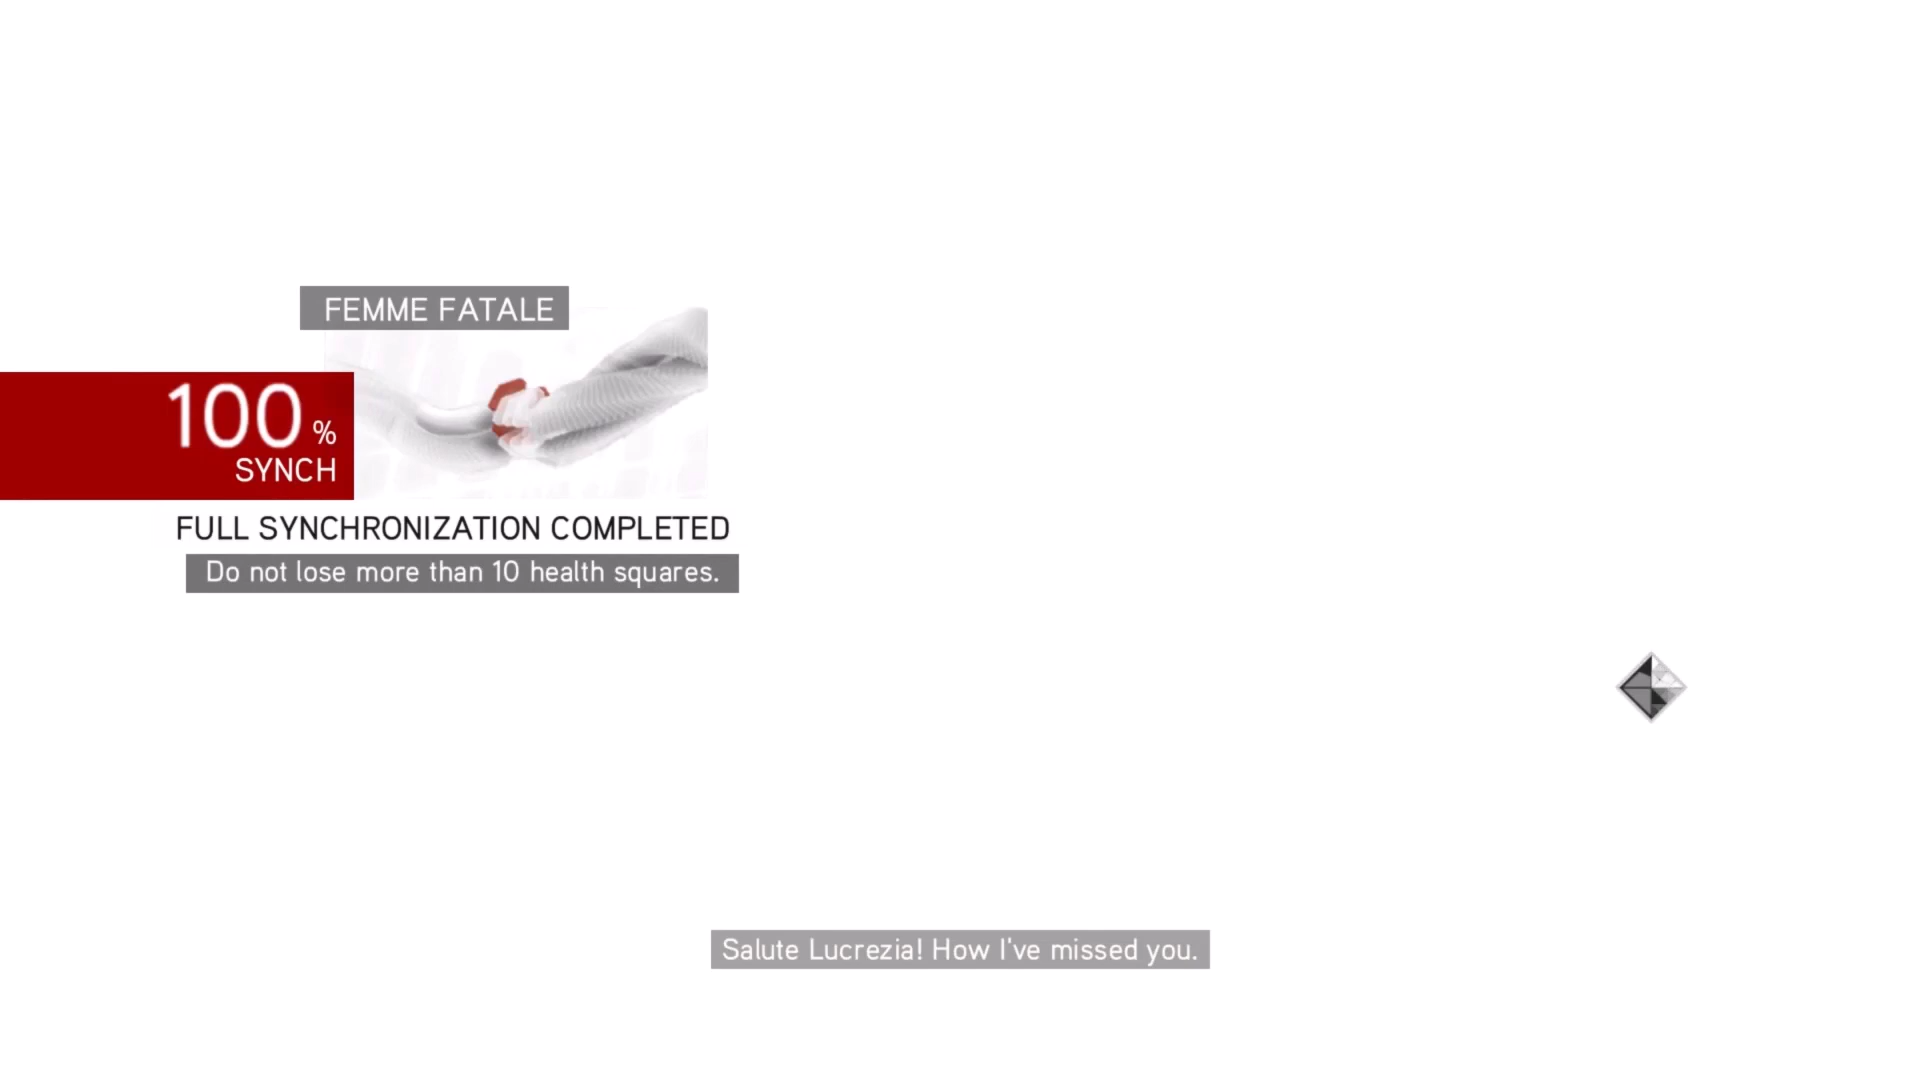 FEMME FATALE
100 %
SYNCH
FULL SYNCHRONIZATION COMPLETED
Do not lose more than 10 health squares.
Salute Lucrezia! How I've missed you.